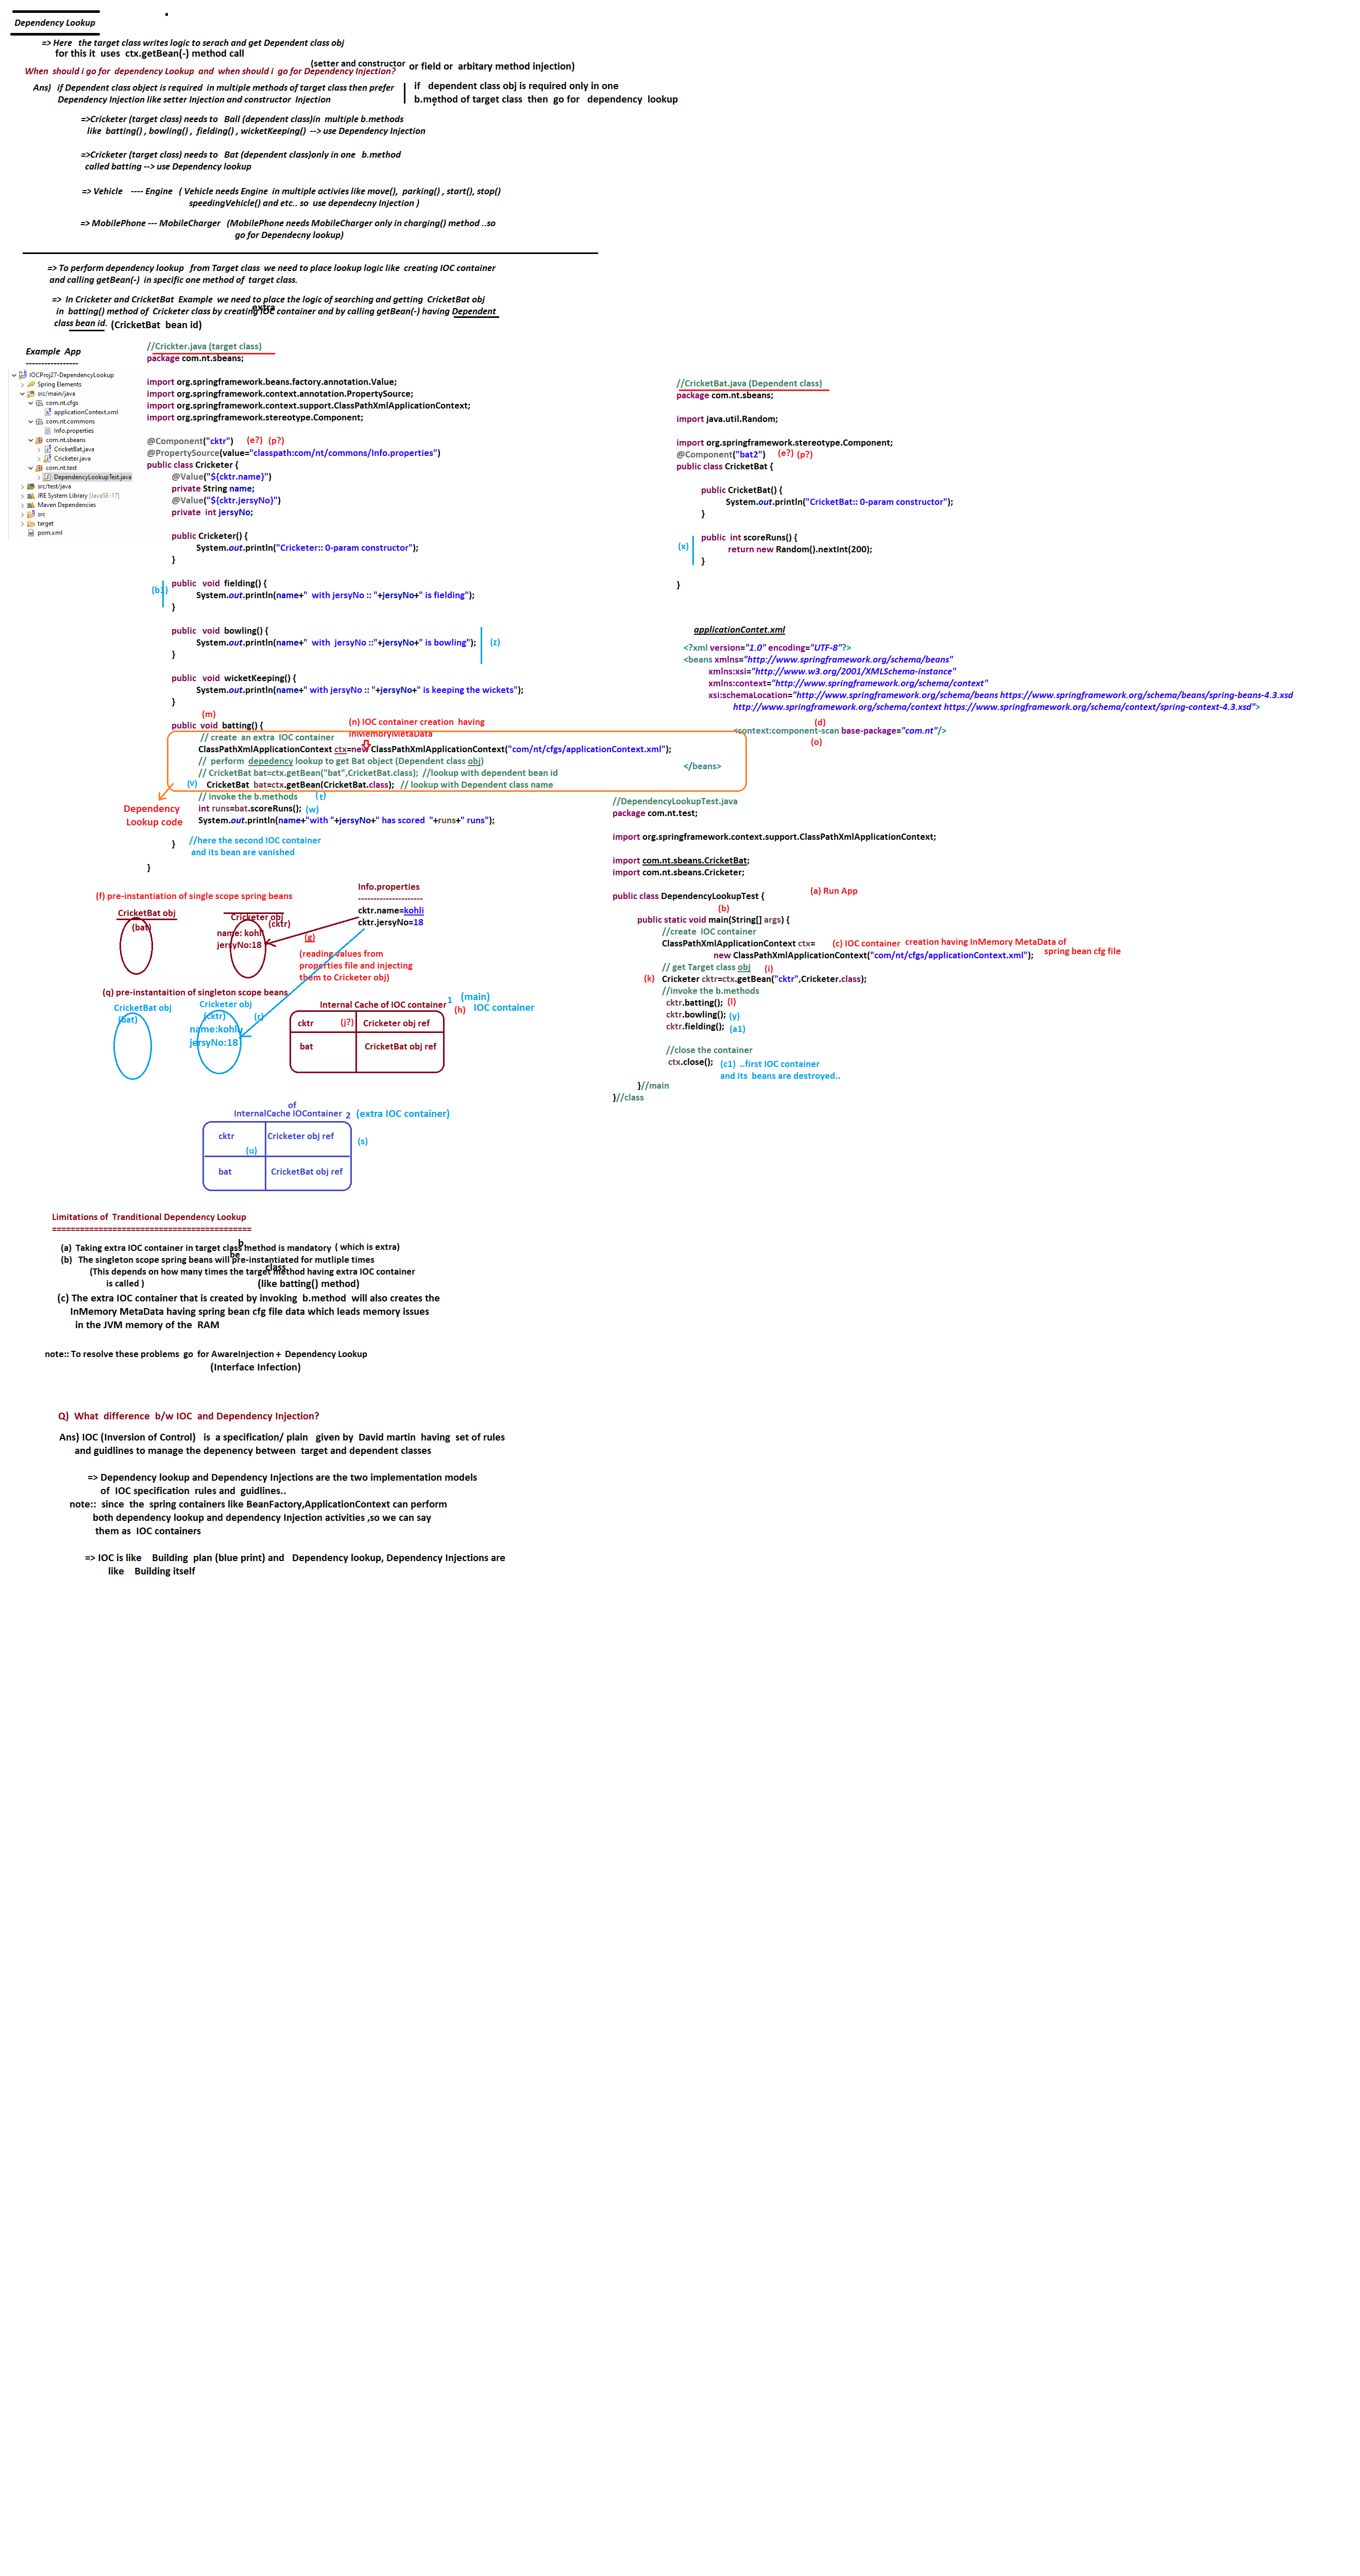 Dependency Lookup
=> Here the target class writes logic to serach and get Dependent class obj
for this it uses ctx.getBean(-) method call
(setter and constructor or field or arbitary method injection)
When should i go for dependency Lookup and when should i go for Dependency Injection?
Ans) if Dependent class object is required in multiple methods of target class then prefer
Dependency Injection like setter Injection and constructor Injection
if dependent class obj is required only in one
b.method of target class then go for dependency lookup
=>Cricketer (target class) needs to Ball (dependent class)in multiple b.methods
like batting() , bowling() , fielding() , wicketKeeping() --> use Dependency Injection
=>Cricketer (target class) needs to Bat (dependent class)only in one b.method
called batting --> use Dependency lookup
=> Vehicle ---- Engine ( Vehicle needs Engine in multiple activies like move(), parking() , start(), stop()
speedingVehicle() and etc.. so use dependecny Injection )
=> MobilePhone --- MobileCharger (MobilePhone needs MobileCharger only in charging() method ..so
go for Dependecny lookup)
=> To perform dependency lookup from Target class we need to place lookup logic like creating IOC container
and calling getBean(-) in specific one method of target class.
=> In Cricketer and CricketBat Example we need to place the logic of searching and getting CricketBat obj
extra
in batting() method of Cricketer class by creating IOC container and by calling getBean(-) having Dependent
class bean id. (CricketBat bean id)
Example App
-----------------
IOCProj27-DependencyLookup
Spring Elements
src/main/java
com.nt.cfgs
applicationContext.xml
com.nt.commons
Info.properties
com.nt.sbeans
CricketBat.java
Cricketer.java
com.nt.test
DependencyLookupTest.java
src/test/java
JRE System Library [JavaSE-17]
Maven Dependencies
src
target
pom.xml
//Crickter.java (target class)
package com.nt.sbeans;
import org.springframework.beans.factory.annotation.Value;
import org.springframework.context.annotation.PropertySource;
import org.springframework.context.support.ClassPathXmlApplicationContext;
import org.springframework.stereotype.Component;
@Component("cktr") (e?) (p?)
@PropertySource(value="classpath:com/nt/commons/Info.properties")
public class Cricketer {
@Value("${cktr.name}")
private String name;
@Value("${cktr.jersyNo}")
private int jersyNo;
public Cricketer() {
System.out.println("Cricketer:: 0-param constructor");
}
(b1) public void fielding() {
System.out.println(name+" with jersyNo :: "+jersyNo+" is fielding");
}
public void bowling() {
System.out.println(name+" with jersyNo ::"+jersyNo+" is bowling"); (z)
}
public void wicketKeeping() {
System.out.println(name+" with jersyNo :: "+jersyNo+" is keeping the wickets");
}
(m)
public void batting() {
(n) IOC container creation having
InMemoryMetaData
// create an extra IOC container
ClassPathXmlApplicationContext ctx=new ClassPathXmlApplicationContext("com/nt/cfgs/applicationContext.xml");
// perform depedency lookup to get Bat object (Dependent class obj)
// CricketBat bat=ctx.getBean("bat",CricketBat.class); //lookup with dependent bean id
(v) CricketBat bat=ctx.getBean(CricketBat.class); // lookup with Dependent class name
// invoke the b.methods (t)
int runs=bat.scoreRuns(); (w)
System.out.println(name+"with "+jersyNo+" has scored "+runs+" runs");
Dependency
Lookup code
} //here the second IOC container
and its bean are vanished
}
//CricketBat.java (Dependent class)
package com.nt.sbeans;
import java.util.Random;
import org.springframework.stereotype.Component;
@Component("bat2") (e?) (p?)
public class CricketBat {
public CricketBat() {
System.out.println("CricketBat:: 0-param constructor");
}
(x) public int scoreRuns() {
return new Random().nextInt(200);
}
}
applicationContet.xml
<?xml version="1.0" encoding="UTF-8"?>
<beans xmlns="http://www.springframework.org/schema/beans"
xmlns:xsi="http://www.w3.org/2001/XMLSchema-instance"
xmlns:context="http://www.springframework.org/schema/context"
xsi:schemaLocation="http://www.springframework.org/schema/beans https://www.springframework.org/schema/beans/spring-beans-4.3.xsd
http://www.springframework.org/schema/context https://www.springframework.org/schema/context/spring-context-4.3.xsd">
(d)
<context:component-scan base-package="com.nt"/>
(o)
</beans>
//DependencyLookupTest.java
package com.nt.test;
import org.springframework.context.support.ClassPathXmlApplicationContext;
import com.nt.sbeans.CricketBat;
import com.nt.sbeans.Cricketer;
public class DependencyLookupTest { (a) Run App
(b)
public static void main(String[] args) {
//create IOC container
ClassPathXmlApplicationContext ctx= (c) IOC container creation having InMemory MetaData of
spring bean cfg file
new ClassPathXmlApplicationContext("com/nt/cfgs/applicationContext.xml");
// get Target class obj (i)
(k) Cricketer cktr=ctx.getBean("cktr",Cricketer.class);
//invoke the b.methods
cktr.batting(); (l)
cktr.bowling(); (y)
cktr.fielding(); (a1)
//close the container
ctx.close(); (c1) ..first IOC container
and its beans are destroyed..
}//main
}//class
(f) pre-instantiation of single scope spring beans
CricketBat obj
(bat)
Cricketer obj
(cktr)
name: kohli
jersyNo:18
Info.properties
---------------------
cktr.name=kohli
cktr.jerseyNo=18
(g)
(reading values from
properties file and injecting
them to Cricketer obj)
(q) pre-instantaition of singleton scope beans
CricketBat obj
(bat)
Cricketer obj
(cktr)
(r)
name:kohly
jersyNo:18
Internal Cache of IOC container 1 (main)
(h) IOC container
cktr (j?) Cricketer obj ref
bat CricketBat obj ref
of
InternalCache IOContainer 2 (extra IOC container)
cktr Cricketer obj ref (s)
(u)
bat CricketBat obj ref
Limitations of Tranditional Dependency Lookup
===========================================
b.
(a) Taking extra IOC container in target class method is mandatory ( which is extra)
be
(b) The singleton scope spring beans will pre-instantiated for mutliple times
class
(This depends on how many times the target method having extra IOC container
is called ) (like batting() method)
(c) The extra IOC container that is created by invoking b.method will also creates the
InMemory MetaData having spring bean cfg file data which leads memory issues
in the JVM memory of the RAM
note:: To resolve these problems go for AwareInjection + Dependency Lookup
(Interface Infection)
Q) What difference b/w IOC and Dependency Injection?
Ans) IOC (Inversion of Control) is a specification/ plain given by David martin having set of rules
and guidlines to manage the depenency between target and dependent classes
=> Dependency lookup and Dependency Injections are the two implementation models
of IOC specification rules and guidlines..
note:: since the spring containers like BeanFactory,ApplicationContext can perform
both dependency lookup and dependency Injection activities ,so we can say
them as IOC containers
=> IOC is like Building plan (blue print) and Dependency lookup, Dependency Injections are
like Building itself